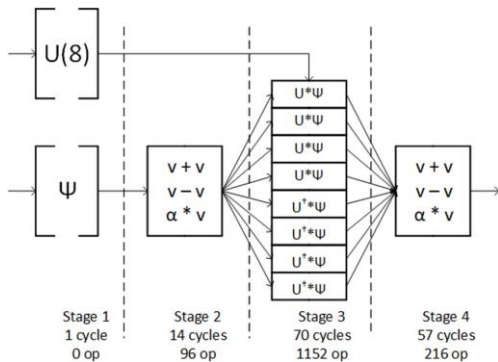 U(8)
Ψ
v + v
v – v
α * v
U*Ψ
U*Ψ
U*Ψ
U*Ψ
U†*Ψ
U†*Ψ
U†*Ψ
U†*Ψ
v + v
v – v
α * v
Stage 1
1 cycle
0 op
Stage 2
14 cycles
96 op
Stage 3
70 cycles
1152 op
Stage 4
57 cycles
216 op